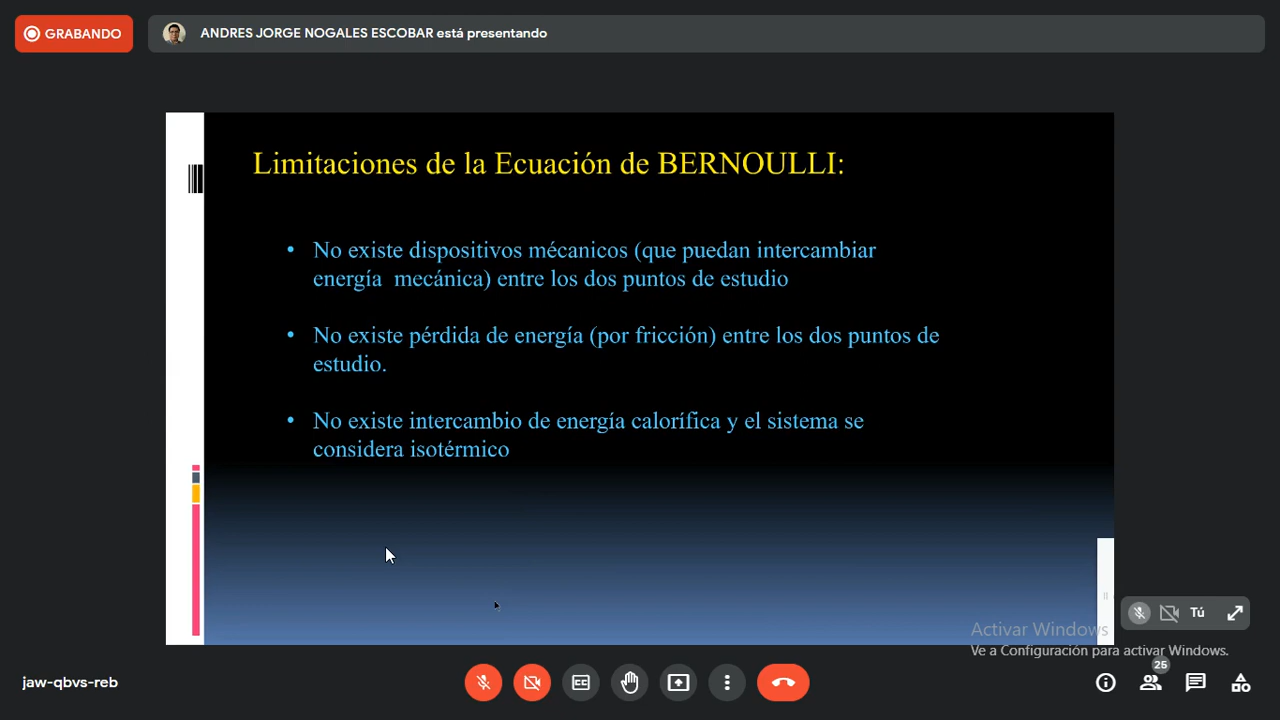 GRABANDO
ANDRES JORGE NOGALES ESCOBAR está presentando
Limitaciones de la Ecuación de BERNOULLI:
• No existe dispositivos mécanicos (que puedan intercambiar
energía mecánica) entre los dos puntos de estudio
• No existe pérdida de energía (por fricción) entre los dos puntos de
estudio.
• No existe intercambio de energía calorífica y el sistema se
considera isotérmico
Tú
Activar Windows
Ve a Configuración para activar Windows.
jaw-qbvs-reb
25